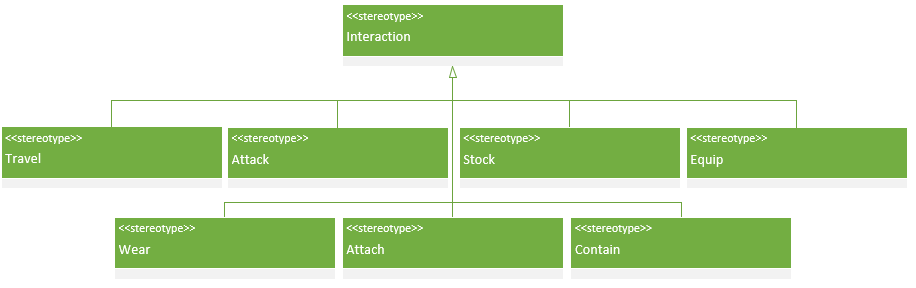 <<stereotype>>
Interaction
<<stereotype>>
Travel
<<stereotype>>
Attack
<<stereotype>>
Stock
<<stereotype>>
Equip
<<stereotype>>
Wear
<<stereotype>>
Attach
<<stereotype>>
Contain